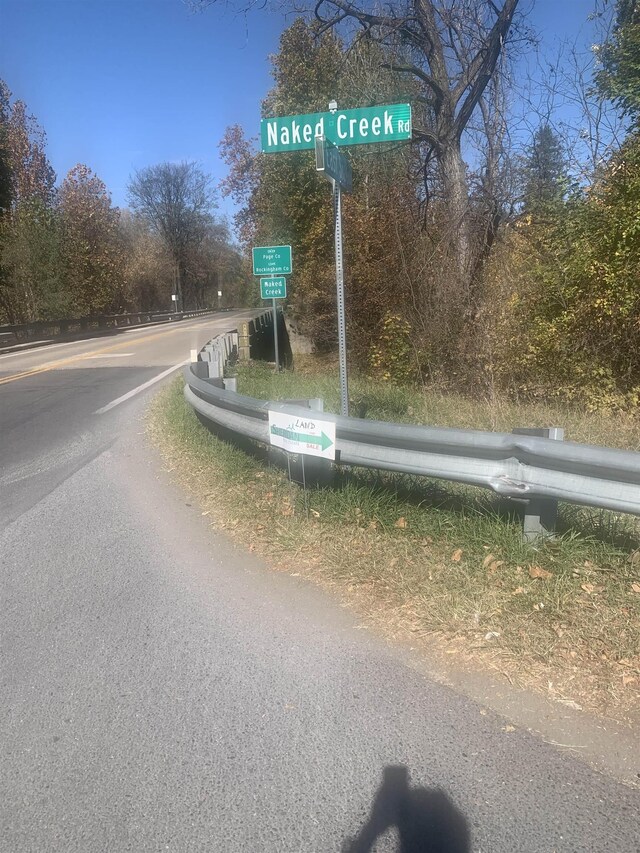 Naked Creek Rd
Page Co
Rockingham Co
Naked
Creek
LAND
SALE